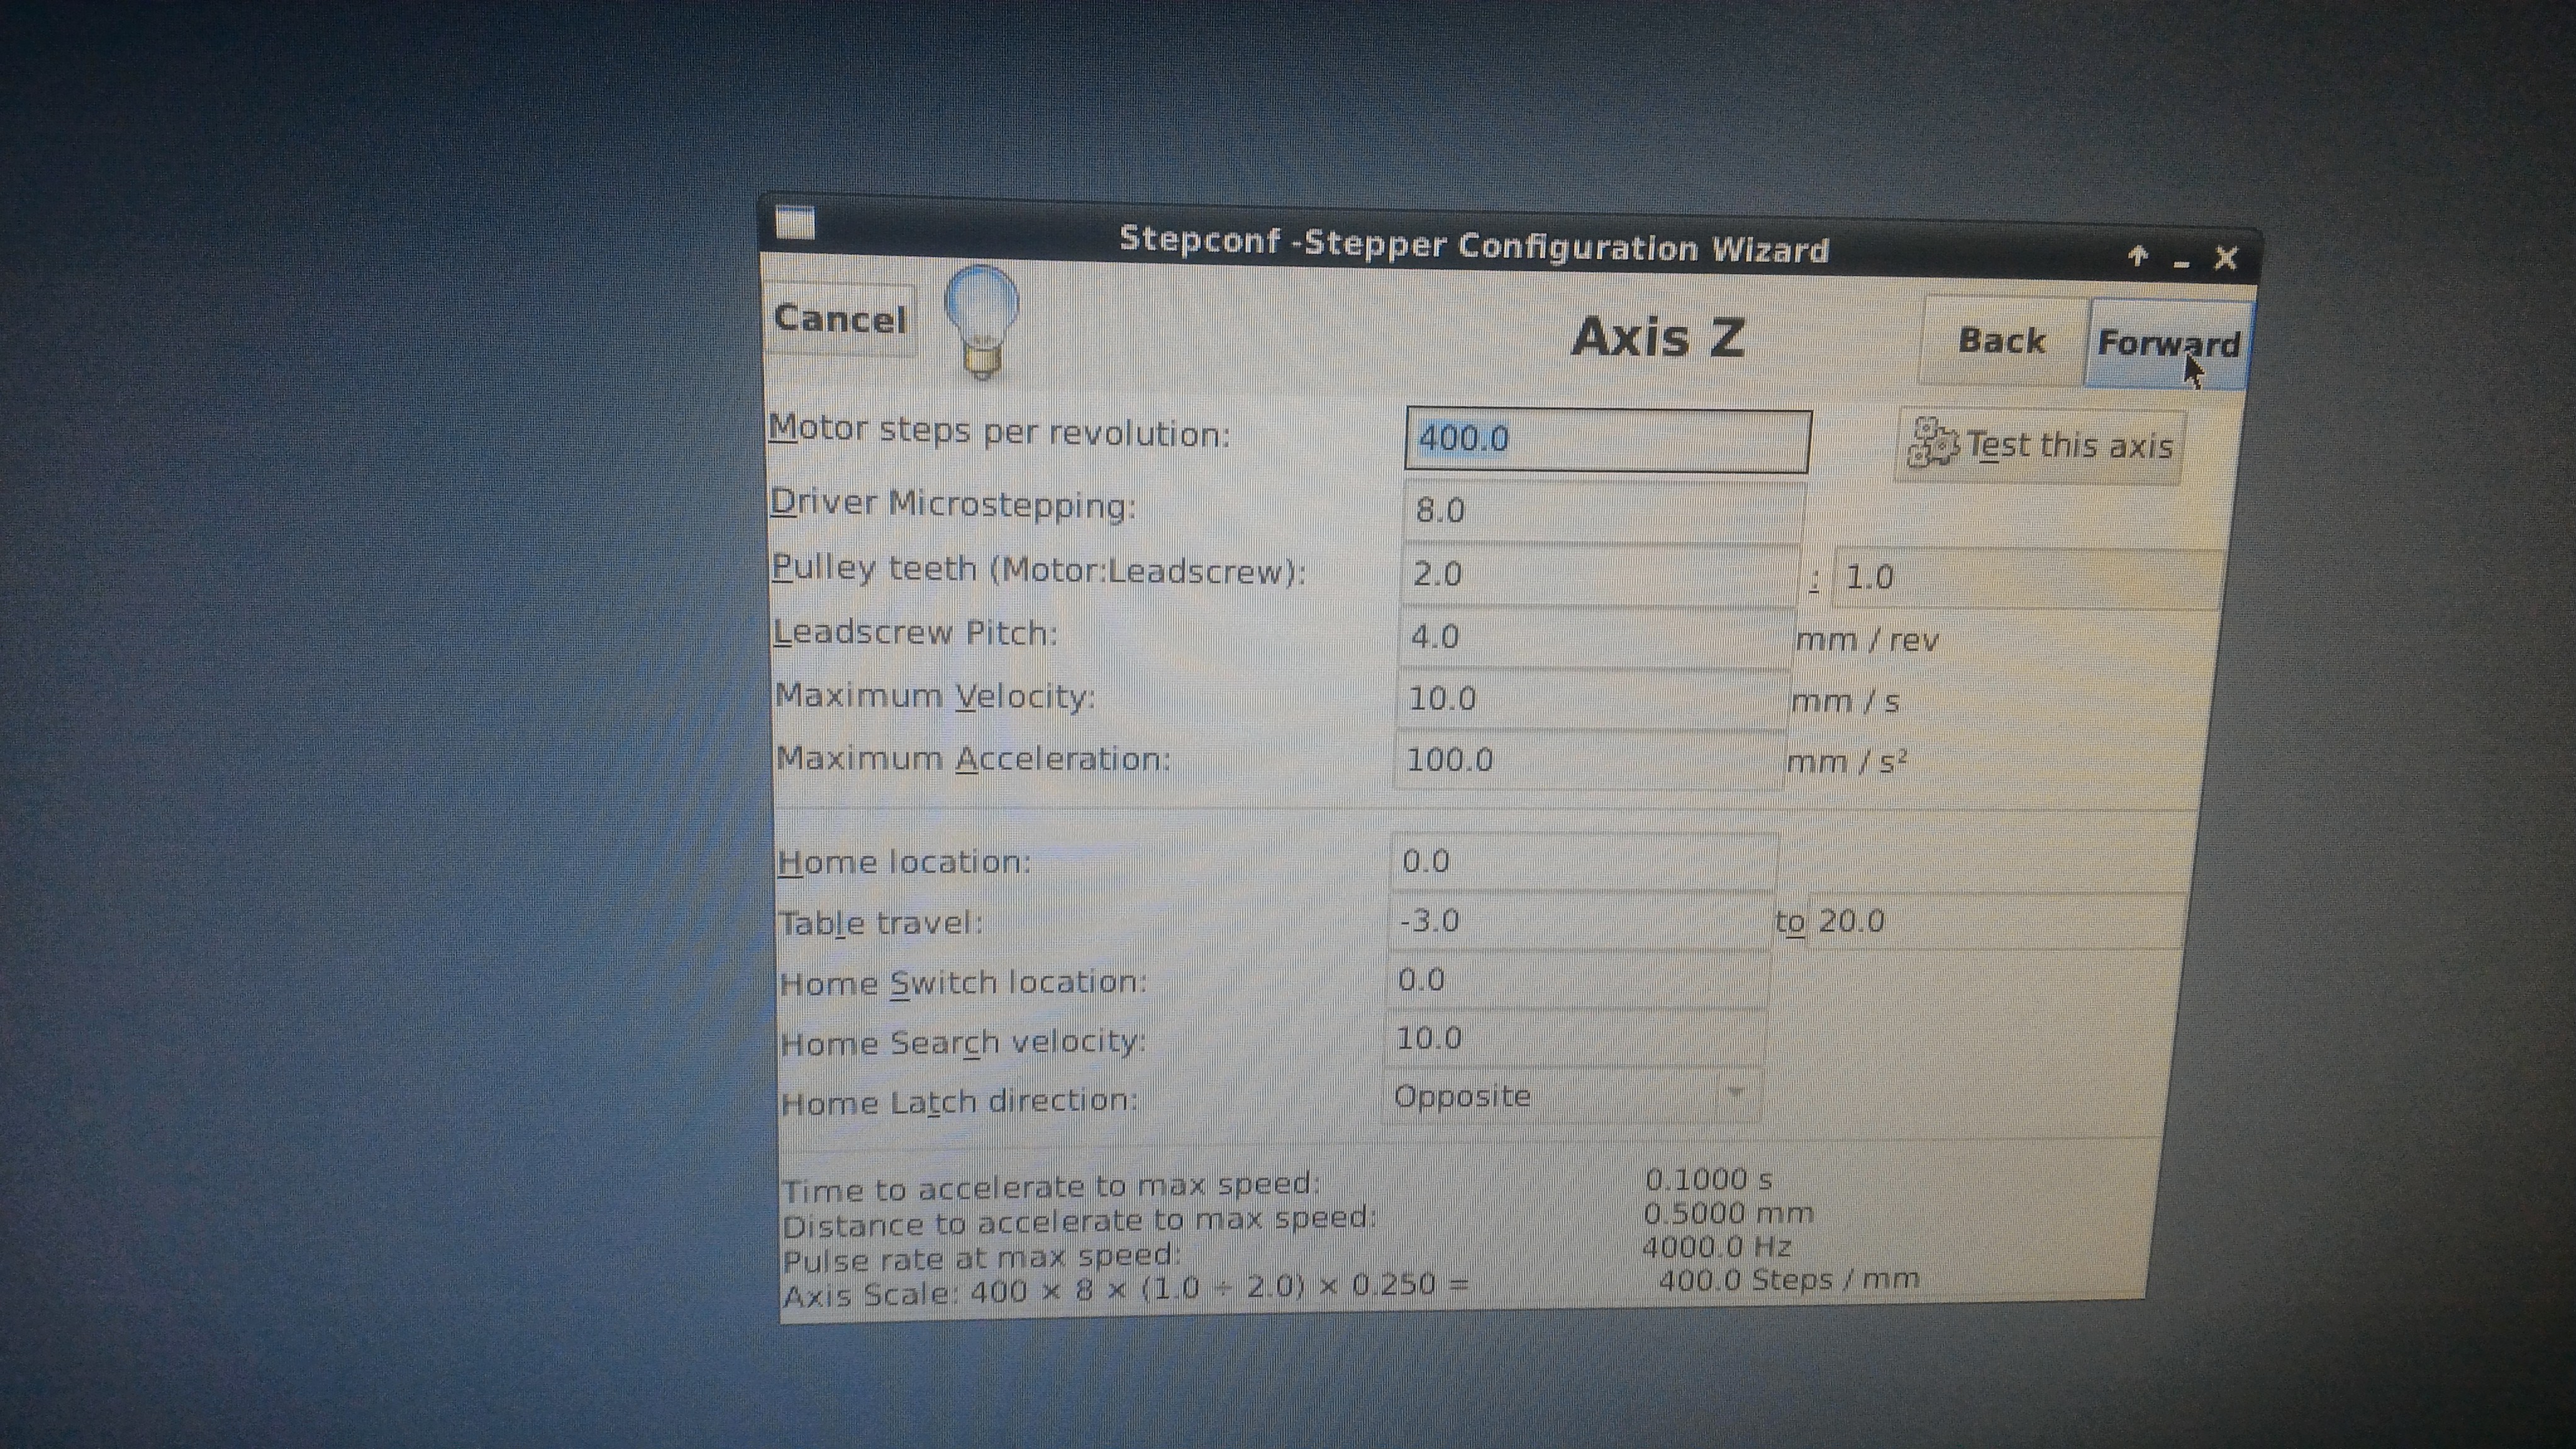 Stepconf -Stepper Configuration Wizard
Cancel
Axis Z
Back
Forward
Motor steps per revolution: 400.0
Test this axis
Driver Microstepping: 8.0
Pulley teeth (Motor:Leadscrew): 2.0 : 1.0
Leadscrew Pitch: 4.0 mm / rev
Maximum Velocity: 10.0 mm / s
Maximum Acceleration: 100.0 mm / s²
Home location: 0.0
Table travel: -3.0 to 20.0
Home Switch location: 0.0
Home Search velocity: 10.0
Home Latch direction: Opposite
Time to accelerate to max speed: 0.1000 s
Distance to accelerate to max speed: 0.5000 mm
Pulse rate at max speed: 4000.0 Hz
Axis Scale: 400 × 8 × (1.0 ÷ 2.0) × 0.250 = 400.0 Steps / mm